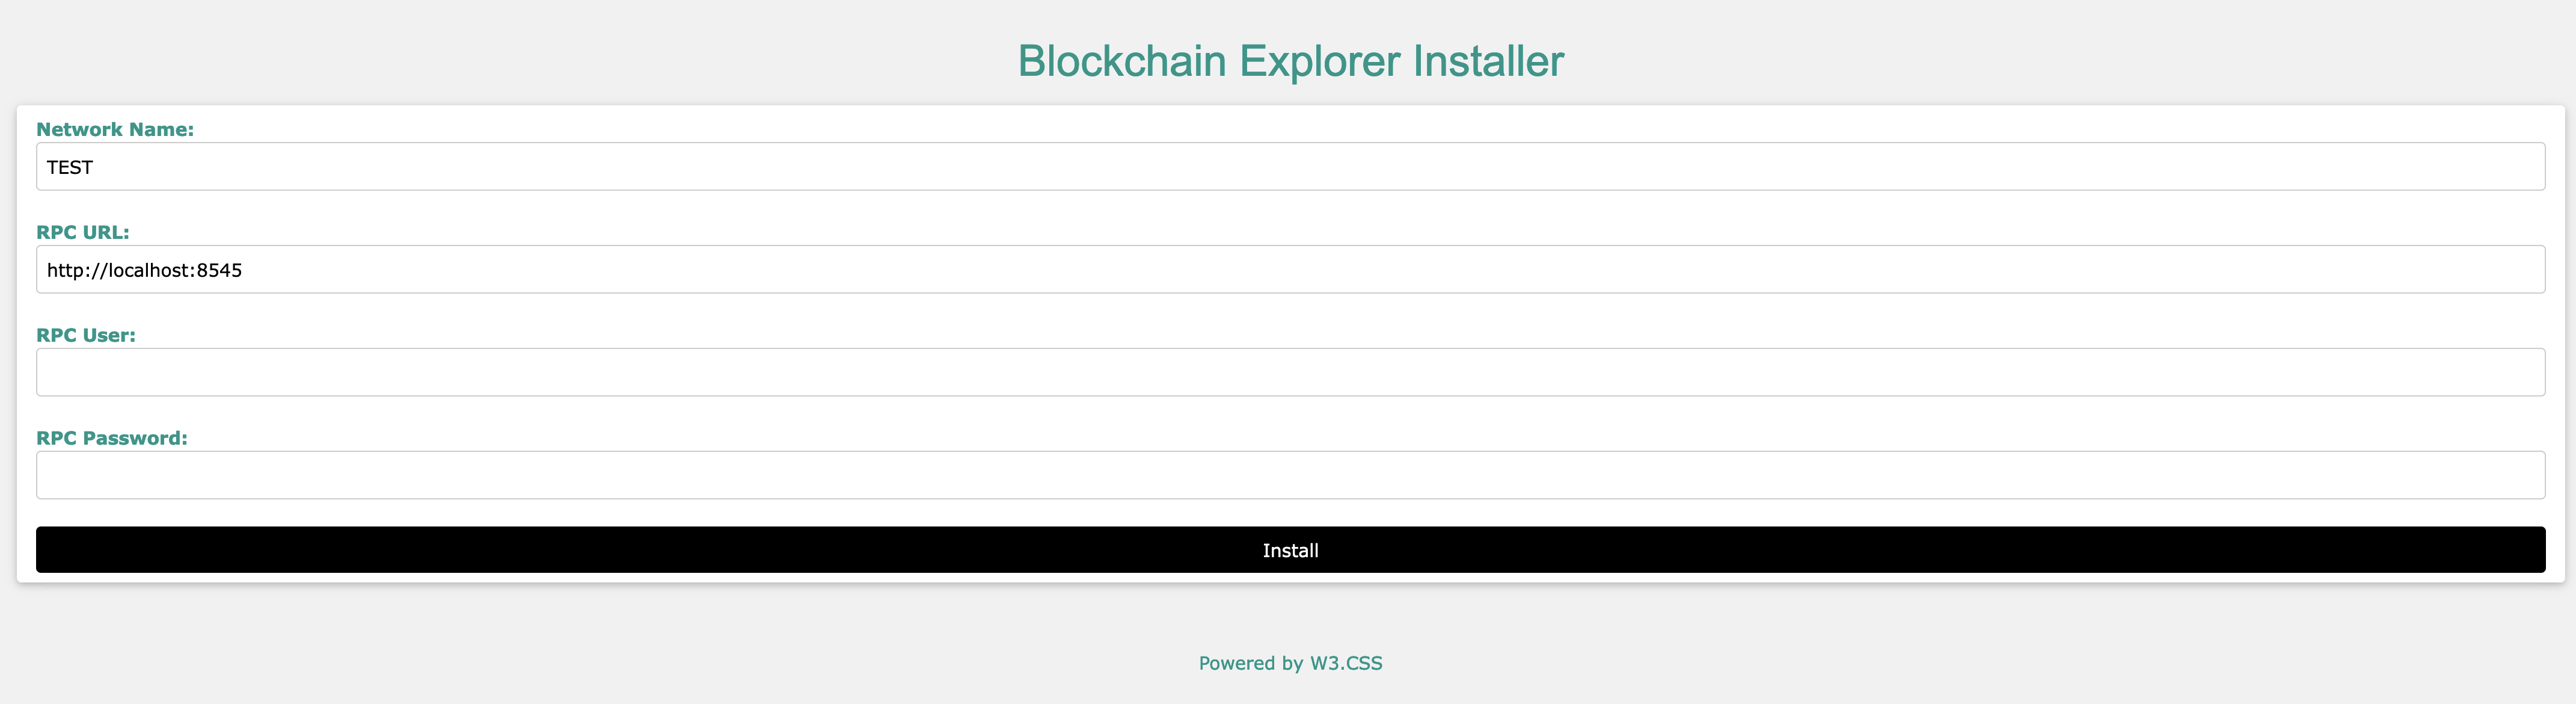 Blockchain Explorer Installer
Network Name:
TEST
RPC URL:
http://localhost:8545
RPC User:
RPC Password:
Install
Powered by W3.CSS